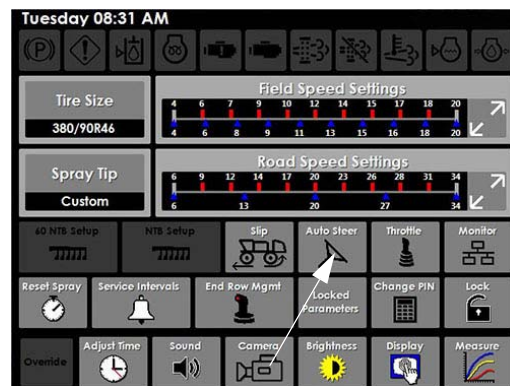 Tuesday 08:31 AM
(P)
Tire Size
380/90R46
Field Speed Settings
4 6 7 9 10 12 14 15 17 18 20
4 6 8 9 11 13 15 16 18 20
Spray Tip
Custom
Road Speed Settings
6 9 12 14 17 20 23 26 28 31 34
6 13 20 27 34
60 NTB Setup
NTB Setup
Slip
Auto Steer
Throttle
Monitor
Reset Spray
Service Intervals
End Row Mgmt
Locked Parameters
Change PIN
Lock
Override
Adjust Time
Sound
Camera
Brightness
Display
Measure